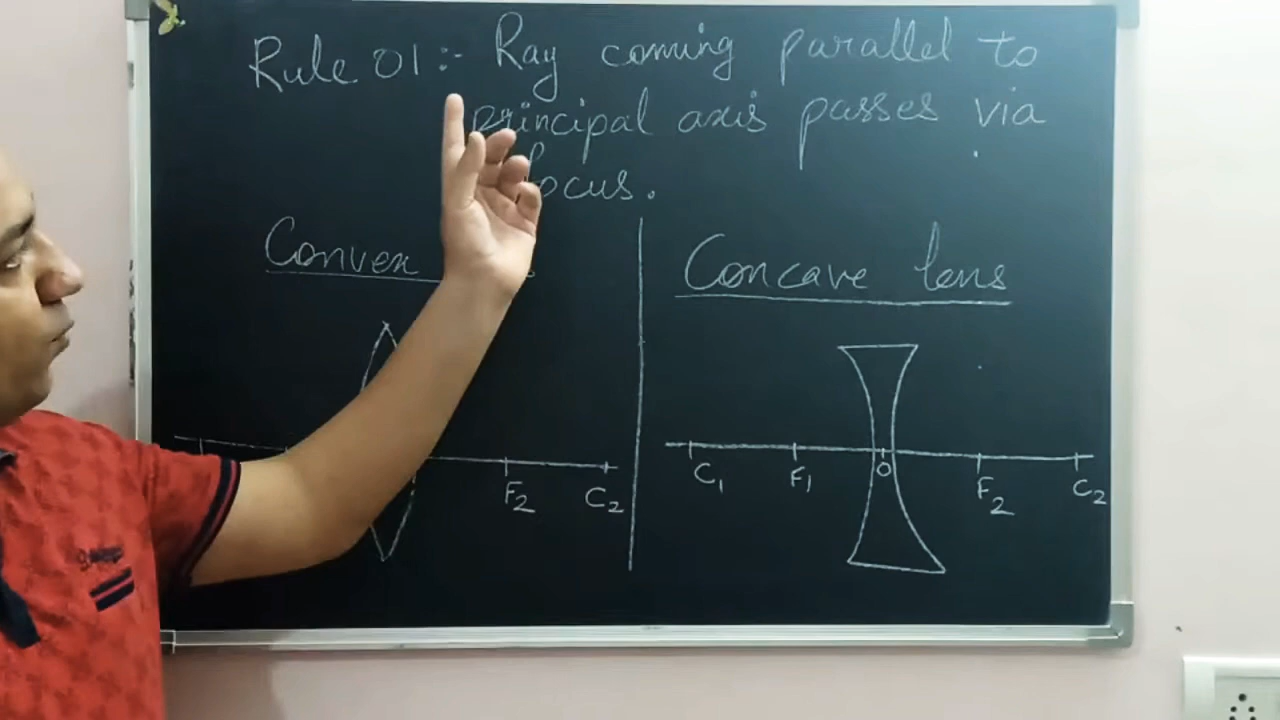 Rule 01:- Ray coming parallel to
principal axis passes via
focus.
Convex
Concave lens
F2 C2
C1 F1 O F2 C2